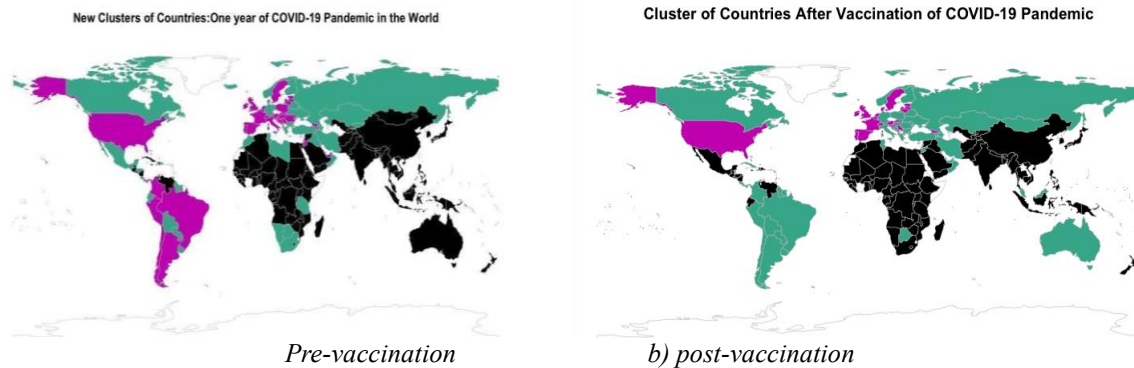 New Clusters of Countries:One year of COVID-19 Pandemic in the World
Cluster of Countries After Vaccination of COVID-19 Pandemic
Pre-vaccination
b) post-vaccination